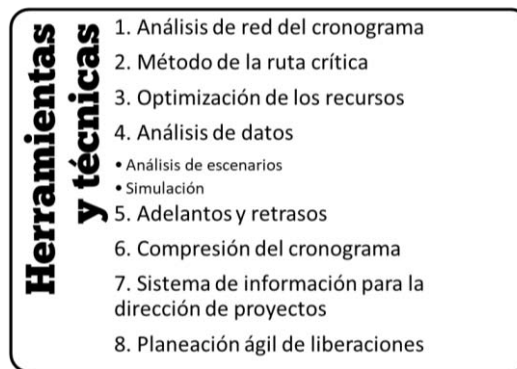 Herramientas
y técnicas
1. Análisis de red del cronograma
2. Método de la ruta crítica
3. Optimización de los recursos
4. Análisis de datos
• Análisis de escenarios
• Simulación
5. Adelantos y retrasos
6. Compresión del cronograma
7. Sistema de información para la
dirección de proyectos
8. Planeación ágil de liberaciones